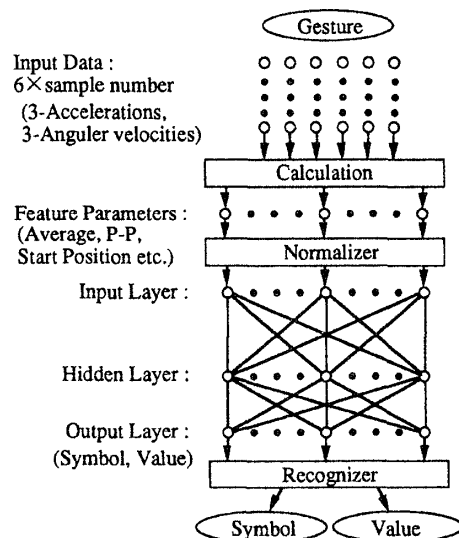 Gesture
Input Data :
6×sample number
(3-Accelerations,
3-Anguler velocities)
Calculation
Feature Parameters :
(Average, P-P,
Start Position etc.)
Normalizer
Input Layer :
Hidden Layer :
Output Layer :
(Symbol, Value)
Recognizer
Symbol
Value